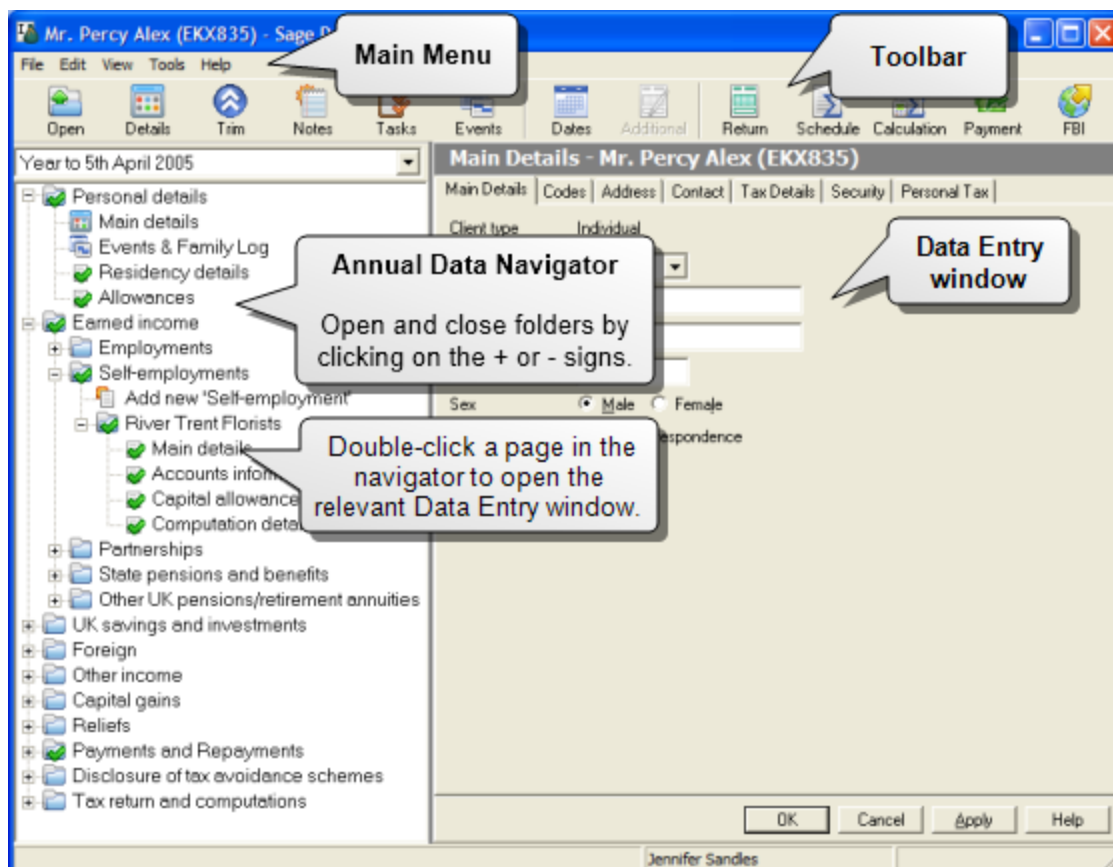 Mr. Percy Alex (EKX835) - Sage
Main Menu
Toolbar
File Edit View Tools Help
Open Details Trim Notes Tasks Events Dates Additional Return Schedule Calculation Payment FBI
Year to 5th April 2005
Personal details
Main details
Events & Family Log
Residency details
Allowances
Earned income
Employments
Self-employments
Add new 'Self-employment'
River Trent Florists
Main details
Accounts
Capital
Computation
Partnerships
State pensions and benefits
Other UK pensions/retirement annuities
UK savings and investments
Foreign
Other income
Capital gains
Reliefs
Payments and Repayments
Disclosure of tax avoidance schemes
Tax return and computations
Annual Data Navigator
Open and close folders by
clicking on the + or - signs.
Double-click a page in the
navigator to open the
relevant Data Entry window.
Main Details - Mr. Percy Alex (EKX835)
Main Details Codes Address Contact Tax Details Security Personal Tax
Client type Individual
Data Entry
window
Sex Male Female
OK Cancel Apply Help
Jennifer Sandles